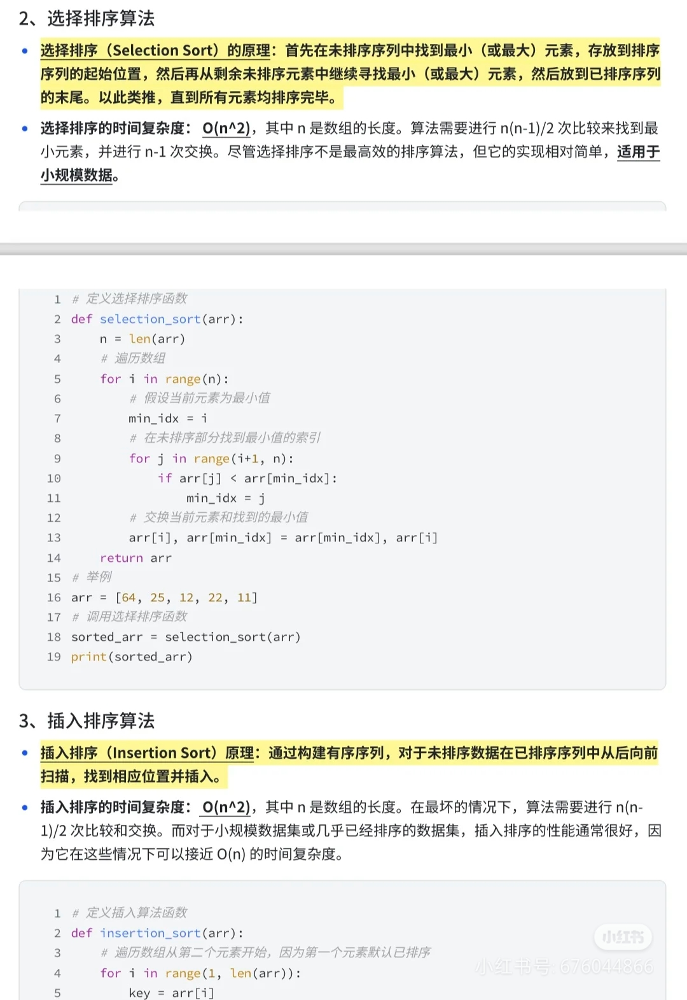 2、选择排序算法
选择排序（Selection Sort）的原理：首先在未排序序列中找到最小（或最大）元素，存放到排序
序列的起始位置，然后再从剩余未排序元素中继续寻找最小（或最大）元素，然后放到已排序序列
的末尾。以此类推，直到所有元素均排序完毕。
选择排序的时间复杂度： O(n^2)，其中 n 是数组的长度。算法需要进行 n(n-1)/2 次比较来找到最
小元素，并进行 n-1 次交换。尽管选择排序不是最高效的排序算法，但它的实现相对简单，适用于
小规模数据。
1 # 定义选择排序函数
2 def selection_sort(arr):
3     n = len(arr)
4     # 遍历数组
5     for i in range(n):
6         # 假设当前元素为最小值
7         min_idx = i
8         # 在未排序部分找到最小值的索引
9         for j in range(i+1, n):
10             if arr[j] < arr[min_idx]:
11                 min_idx = j
12         # 交换当前元素和找到的最小值
13         arr[i], arr[min_idx] = arr[min_idx], arr[i]
14     return arr
15 # 举例
16 arr = [64, 25, 12, 22, 11]
17 # 调用选择排序函数
18 sorted_arr = selection_sort(arr)
19 print(sorted_arr)
3、插入排序算法
插入排序（Insertion Sort）原理：通过构建有序序列，对于未排序数据在已排序序列中从后向前
扫描，找到相应位置并插入。
插入排序的时间复杂度： O(n^2)，其中 n 是数组的长度。在最坏的情况下，算法需要进行 n(n-
1)/2 次比较和交换。而对于小规模数据集或几乎已经排序的数据集，插入排序的性能通常很好，因
为它在这些情况下可以接近 O(n) 的时间复杂度。
1 # 定义插入算法函数
2 def insertion_sort(arr):
3     # 遍历数组从第二个元素开始，因为第一个元素默认已排序
4     for i in range(1, len(arr)):
5         key = arr[i]
小红书
小红书号: 676044866